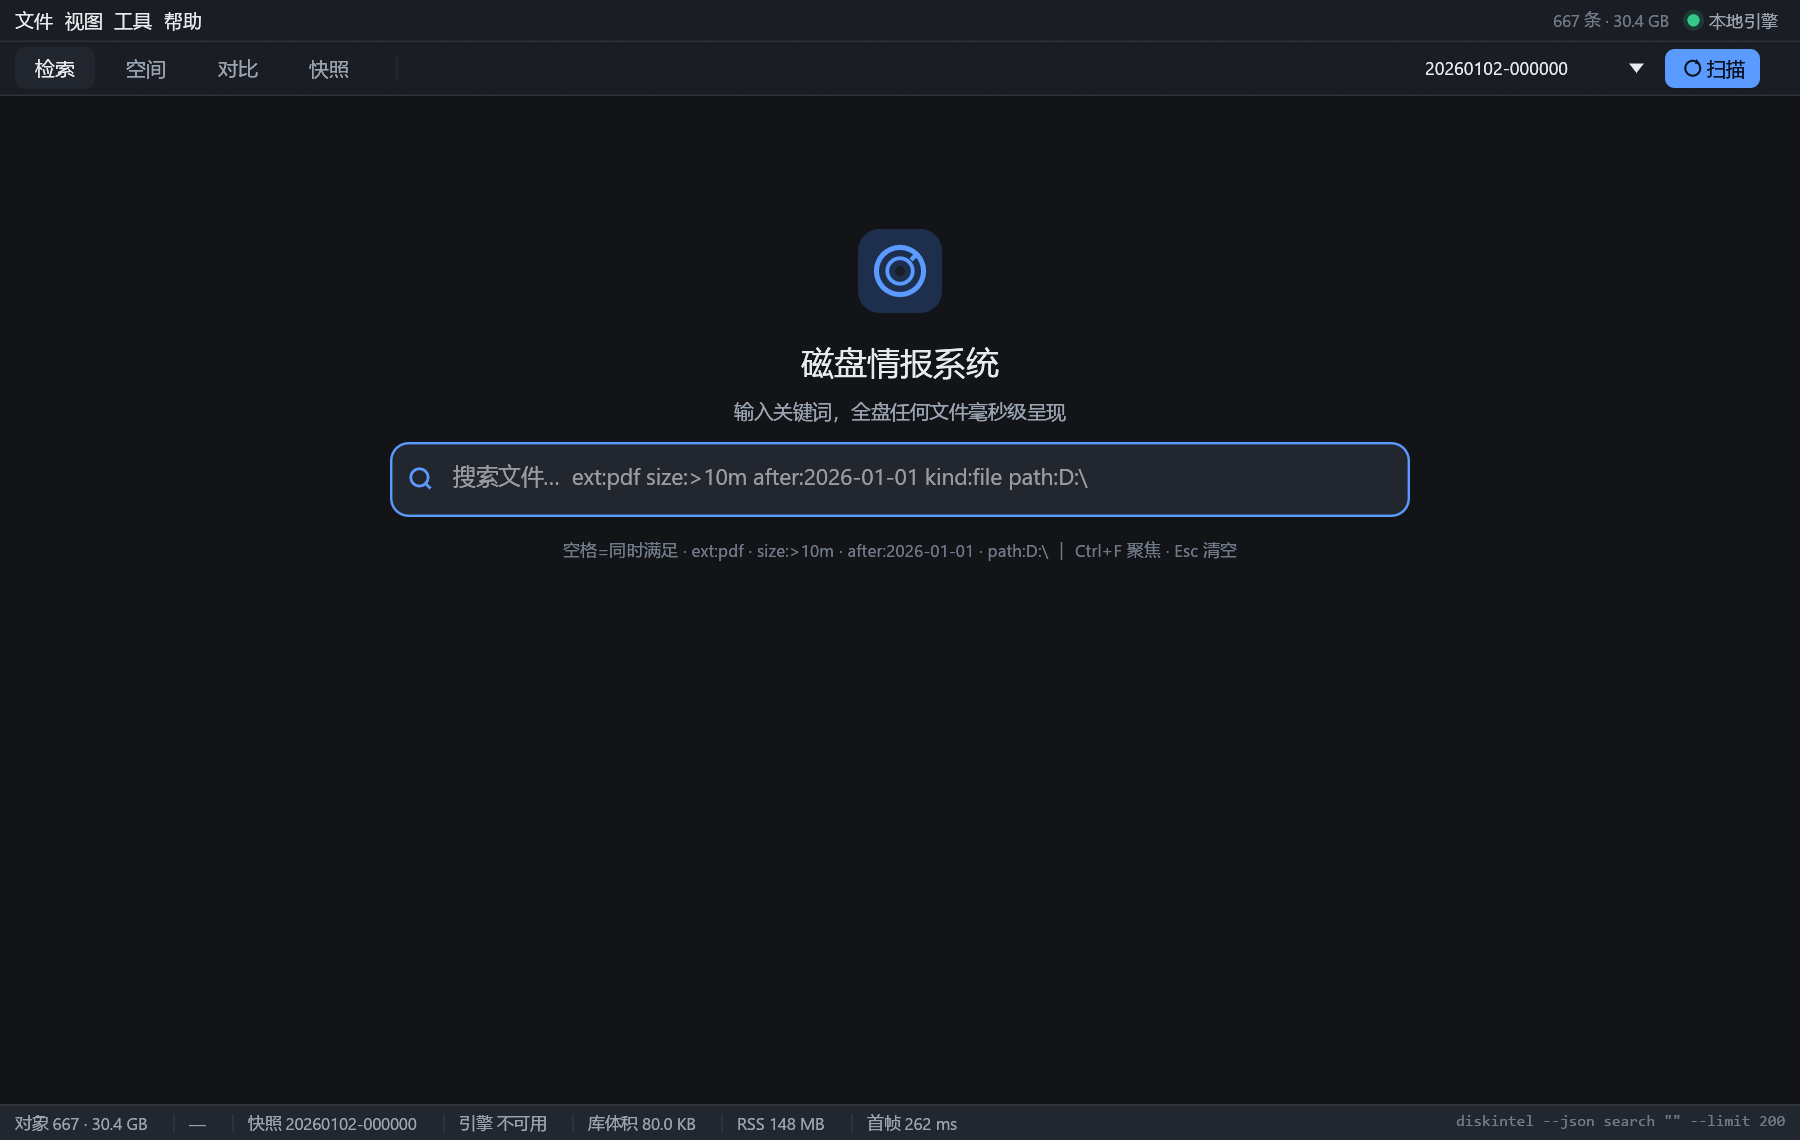 文件 视图 工具 帮助 667 条 · 30.4 GB 本地引擎
检索 空间 对比 快照 20260102-000000 扫描
磁盘情报系统
输入关键词，全盘任何文件毫秒级呈现
搜索文件... ext:pdf size:>10m after:2026-01-01 kind:file path:D:\
空格=同时满足 · ext:pdf · size:>10m · after:2026-01-01 · path:D:\ | Ctrl+F 聚焦 · Esc 清空
对象 667 · 30.4 GB — 快照 20260102-000000 引擎 不可用 库体积 80.0 KB RSS 148 MB 首帧 262 ms diskintel --json search "" --limit 200